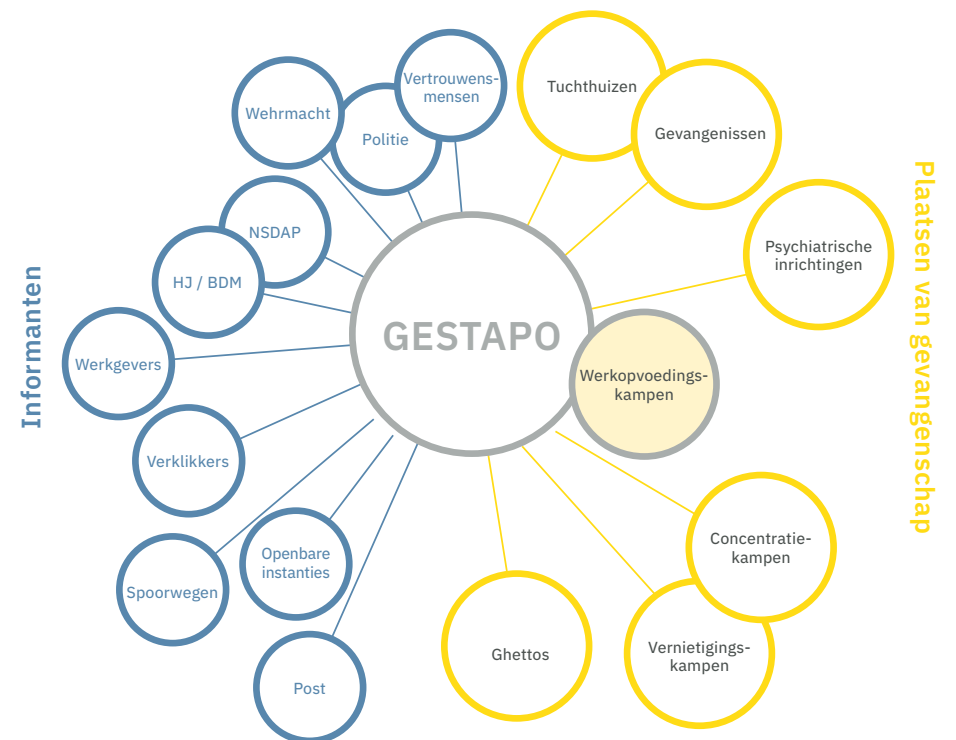 Informanten
Vertrouwens-
mensen
Wehrmacht
Politie
NSDAP
HJ / BDM
Werkgevers
Verklikkers
Spoorwegen
Openbare
instanties
Post
GESTAPO
Tuchthuizen
Gevangenissen
Psychiatrische
inrichtingen
Werkopvoedings-
kampen
Concentratie-
kampen
Vernietigings-
kampen
Ghettos
Plaatsen van gevangenschap